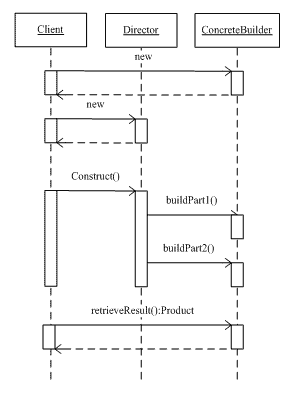 Client
Director
ConcreteBuilder
new
new
Construct()
buildPart1()
buildPart2()
retrieveResult():Product